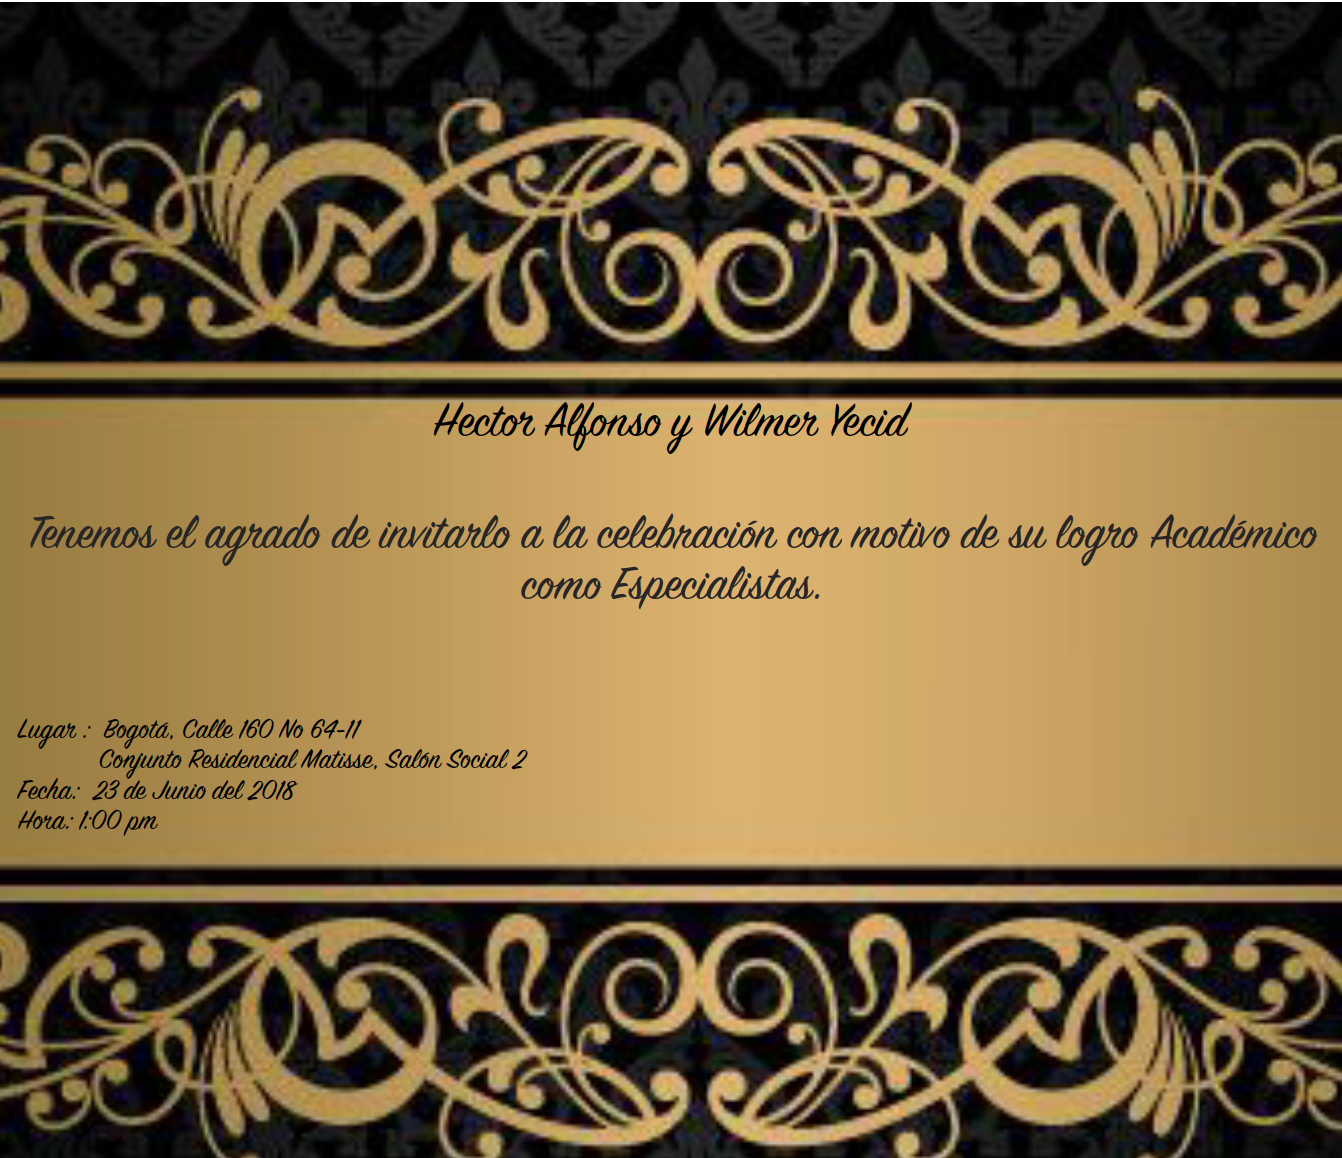 Hector Alfonso y Wilmer Yecid
Tenemos el agrado de invitarlo a la celebración con motivo de su logro Académico
como Especialistas.
Lugar : Bogotá, Calle 160 No 64-11
Conjunto Residencial Matisse, Salón Social 2
Fecha: 23 de Junio del 2018
Hora: 1:00 pm